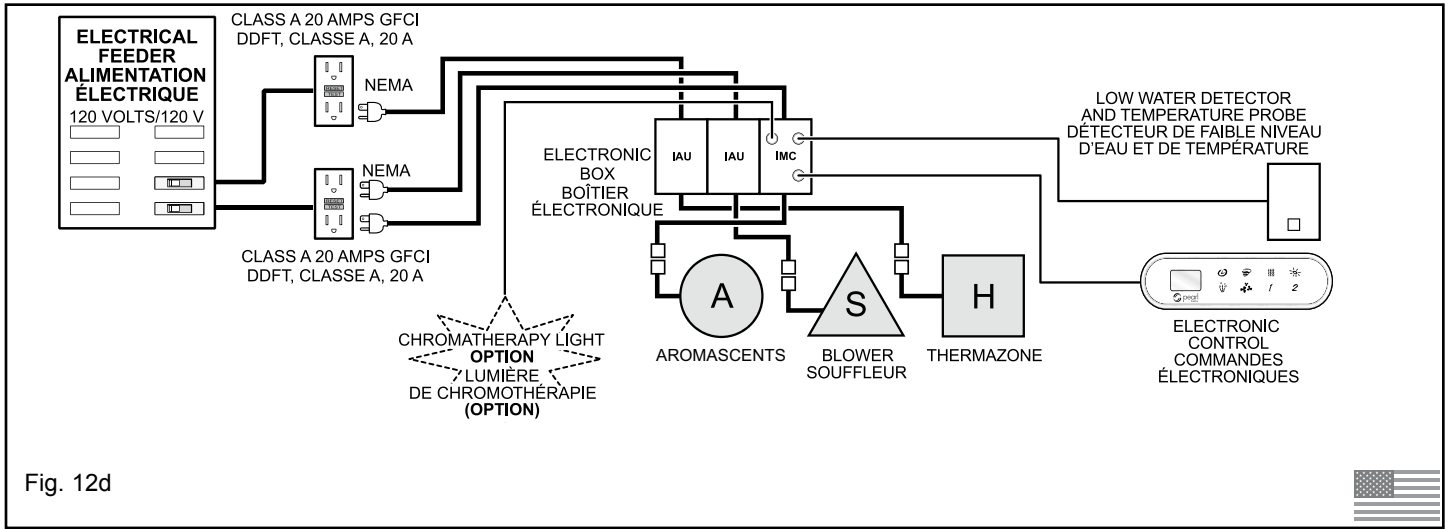 ELECTRICAL
FEEDER
ALIMENTATION
ÉLECTRIQUE
120 VOLTS/120 V
CLASS A 20 AMPS GFCI
DDFT, CLASSE A, 20 A
NEMA
NEMA
CLASS A 20 AMPS GFCI
DDFT, CLASSE A, 20 A
ELECTRONIC
BOX
BOÎTIER
ÉLECTRONIQUE
IAU
IAU
IMC
LOW WATER DETECTOR
AND TEMPERATURE PROBE
DÉTECTEUR DE FAIBLE NIVEAU
D'EAU ET DE TEMPÉRATURE
CHROMATHERAPY LIGHT
OPTION
LUMIÈRE
DE CHROMOTHÉRAPIE
(OPTION)
A
AROMASCENTS
S
BLOWER
SOUFFLEUR
H
THERMAZONE
1 2
pearl
ELECTRONIC
CONTROL
COMMANDES
ÉLECTRONIQUES
Fig. 12d